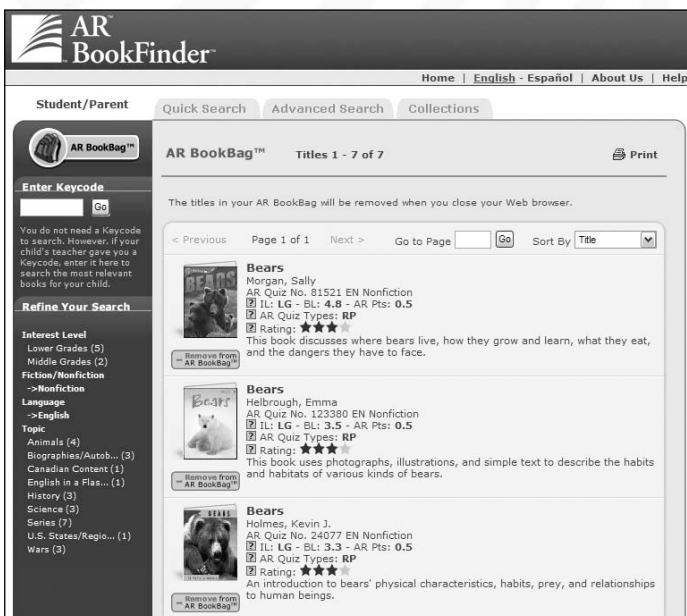 AR™
BookFinder™
Home | English - Español | About Us | Help
Student/Parent
Quick Search
Advanced Search
Collections
AR BookBag™
Enter Keycode
Go
You do not need a Keycode
to search. However, if your
child's teacher gave you a
Keycode, enter it here to
search the most relevant
books for your child.
Refine Your Search
Interest Level
Lower Grades (5)
Middle Grades (2)
Fiction/Nonfiction
->Nonfiction
Language
->English
Topic
Animals (4)
Biographies/Autob... (3)
Canadian Content (1)
English in a Flas... (1)
History (3)
Science (3)
Series (7)
U.S. States/Regio... (1)
Wars (3)
AR BookBag™ Titles 1 - 7 of 7 Print
The titles in your AR BookBag will be removed when you close your Web browser.
< Previous Page 1 of 1 Next > Go to Page Go Sort By Title
BEARS
Remove from
AR BookBag™
Bears
Morgan, Sally
AR Quiz No. 81521 EN Nonfiction
? IL: LG - BL: 4.8 - AR Pts: 0.5
? AR Quiz Types: RP
? Rating:
This book discusses where bears live, how they grow and learn, what they eat,
and the dangers they have to face.
Bears
Remove from
AR BookBag™
Bears
Helbrough, Emma
AR Quiz No. 123380 EN Nonfiction
? IL: LG - BL: 3.5 - AR Pts: 0.5
? AR Quiz Types: RP
? Rating:
This book uses photographs, illustrations, and simple text to describe the habits
and habitats of various kinds of bears.
BEARS
Remove from
AR BookBag™
Bears
Holmes, Kevin J.
AR Quiz No. 24077 EN Nonfiction
? IL: LG - BL: 3.3 - AR Pts: 0.5
? AR Quiz Types: RP
? Rating:
An introduction to bears' physical characteristics, habits, prey, and relationships
to human beings.